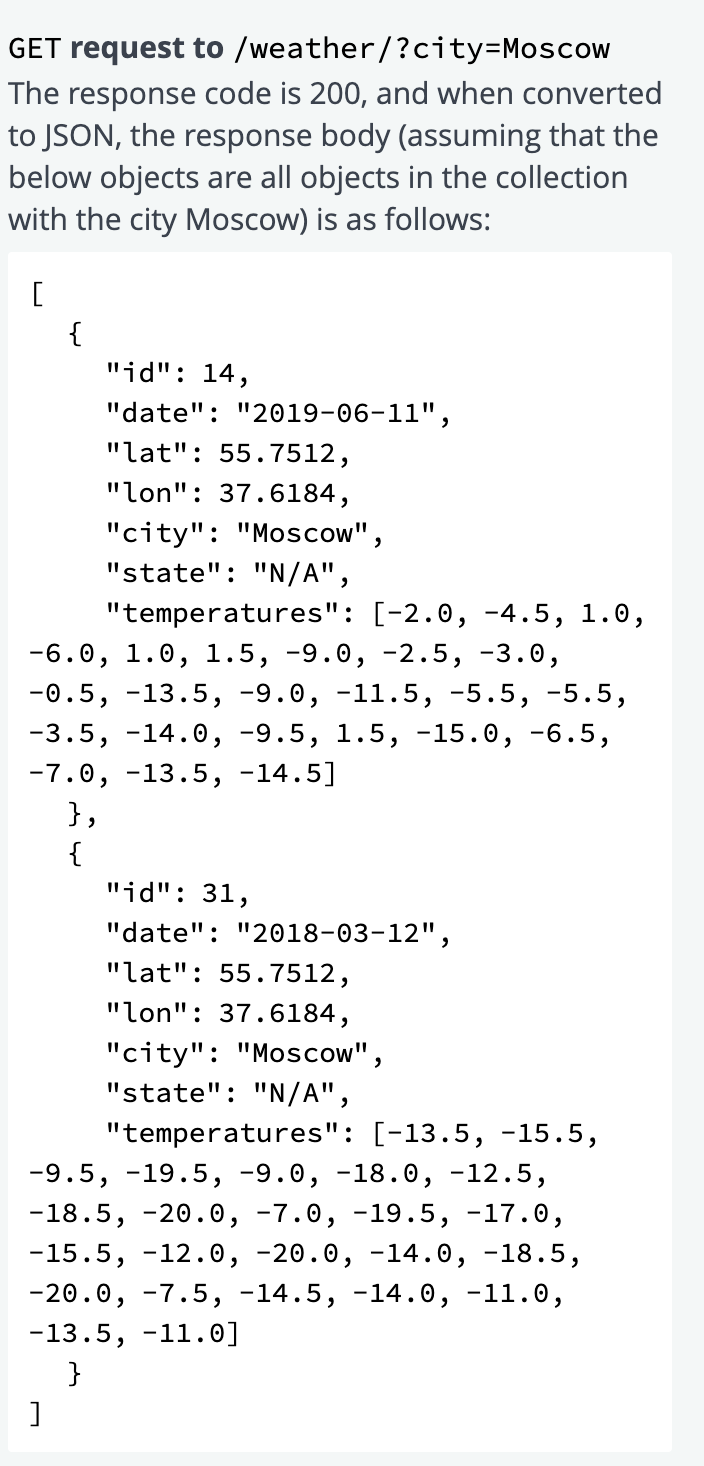 GET request to /weather/?city=Moscow
The response code is 200, and when converted
to JSON, the response body (assuming that the
below objects are all objects in the collection
with the city Moscow) is as follows:
[
  {
    "id": 14,
    "date": "2019-06-11",
    "lat": 55.7512,
    "lon": 37.6184,
    "city": "Moscow",
    "state": "N/A",
    "temperatures": [-2.0, -4.5, 1.0,
-6.0, 1.0, 1.5, -9.0, -2.5, -3.0,
-0.5, -13.5, -9.0, -11.5, -5.5, -5.5,
-3.5, -14.0, -9.5, 1.5, -15.0, -6.5,
-7.0, -13.5, -14.5]
  },
  {
    "id": 31,
    "date": "2018-03-12",
    "lat": 55.7512,
    "lon": 37.6184,
    "city": "Moscow",
    "state": "N/A",
    "temperatures": [-13.5, -15.5,
-9.5, -19.5, -9.0, -18.0, -12.5,
-18.5, -20.0, -7.0, -19.5, -17.0,
-15.5, -12.0, -20.0, -14.0, -18.5,
-20.0, -7.5, -14.5, -14.0, -11.0,
-13.5, -11.0]
  }
]